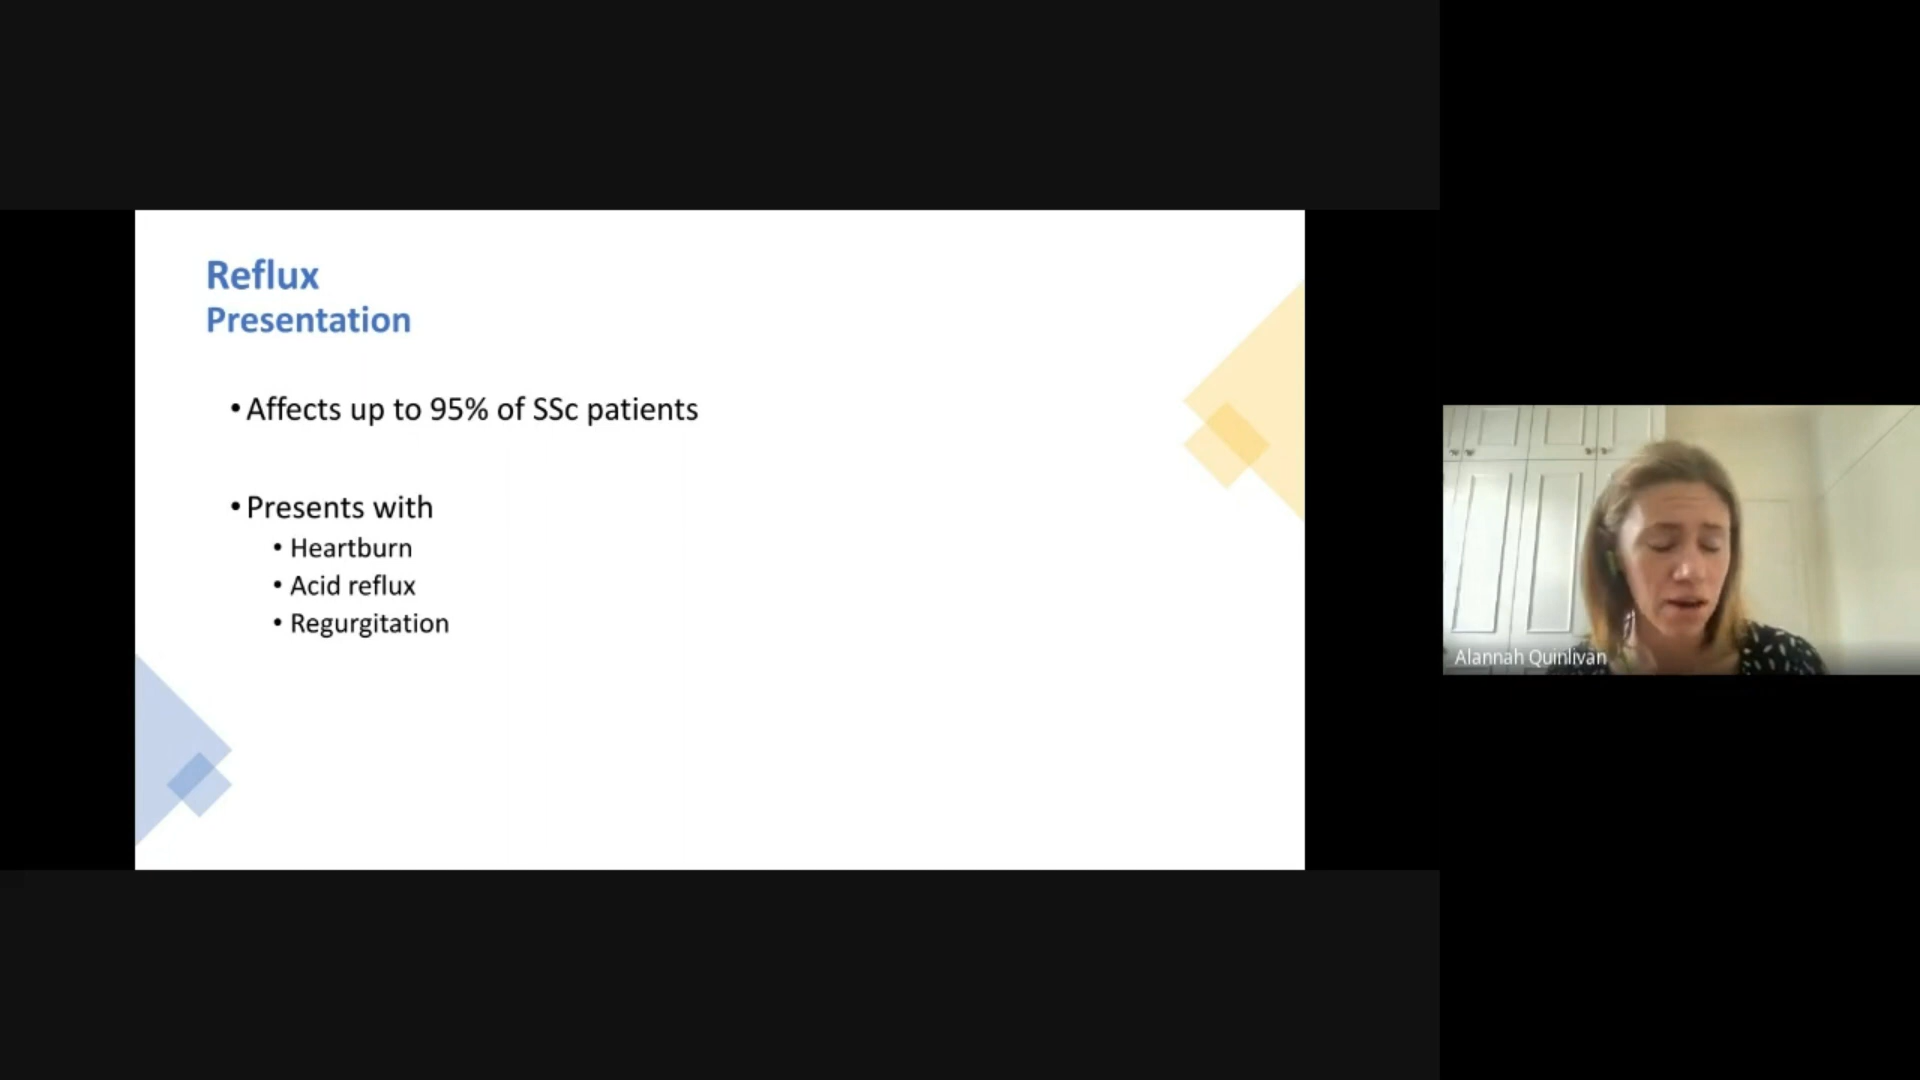 Reflux
Presentation
•Affects up to 95% of SSc patients
•Presents with
• Heartburn
• Acid reflux
• Regurgitation
Alannah Quinlivan